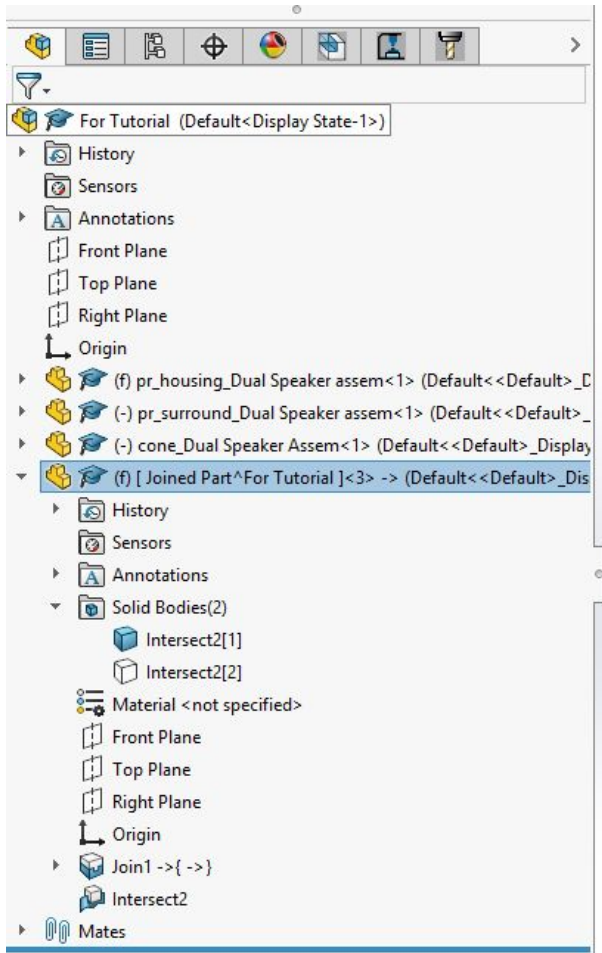 For Tutorial (Default<Display State-1>)
History
Sensors
A Annotations
Front Plane
Top Plane
Right Plane
Origin
(f) pr_housing_Dual Speaker assem<1> (Default<<Default>_D
(-) pr_surround_Dual Speaker assem<1> (Default<<Default>_
(-) cone_Dual Speaker Assem<1> (Default<<Default>_Display
(f) [ Joined Part^For Tutorial ]<3> -> (Default<<Default>_Dis
History
Sensors
A Annotations
Solid Bodies(2)
Intersect2[1]
Intersect2[2]
Material <not specified>
Front Plane
Top Plane
Right Plane
Origin
Join1 ->{ ->}
Intersect2
Mates